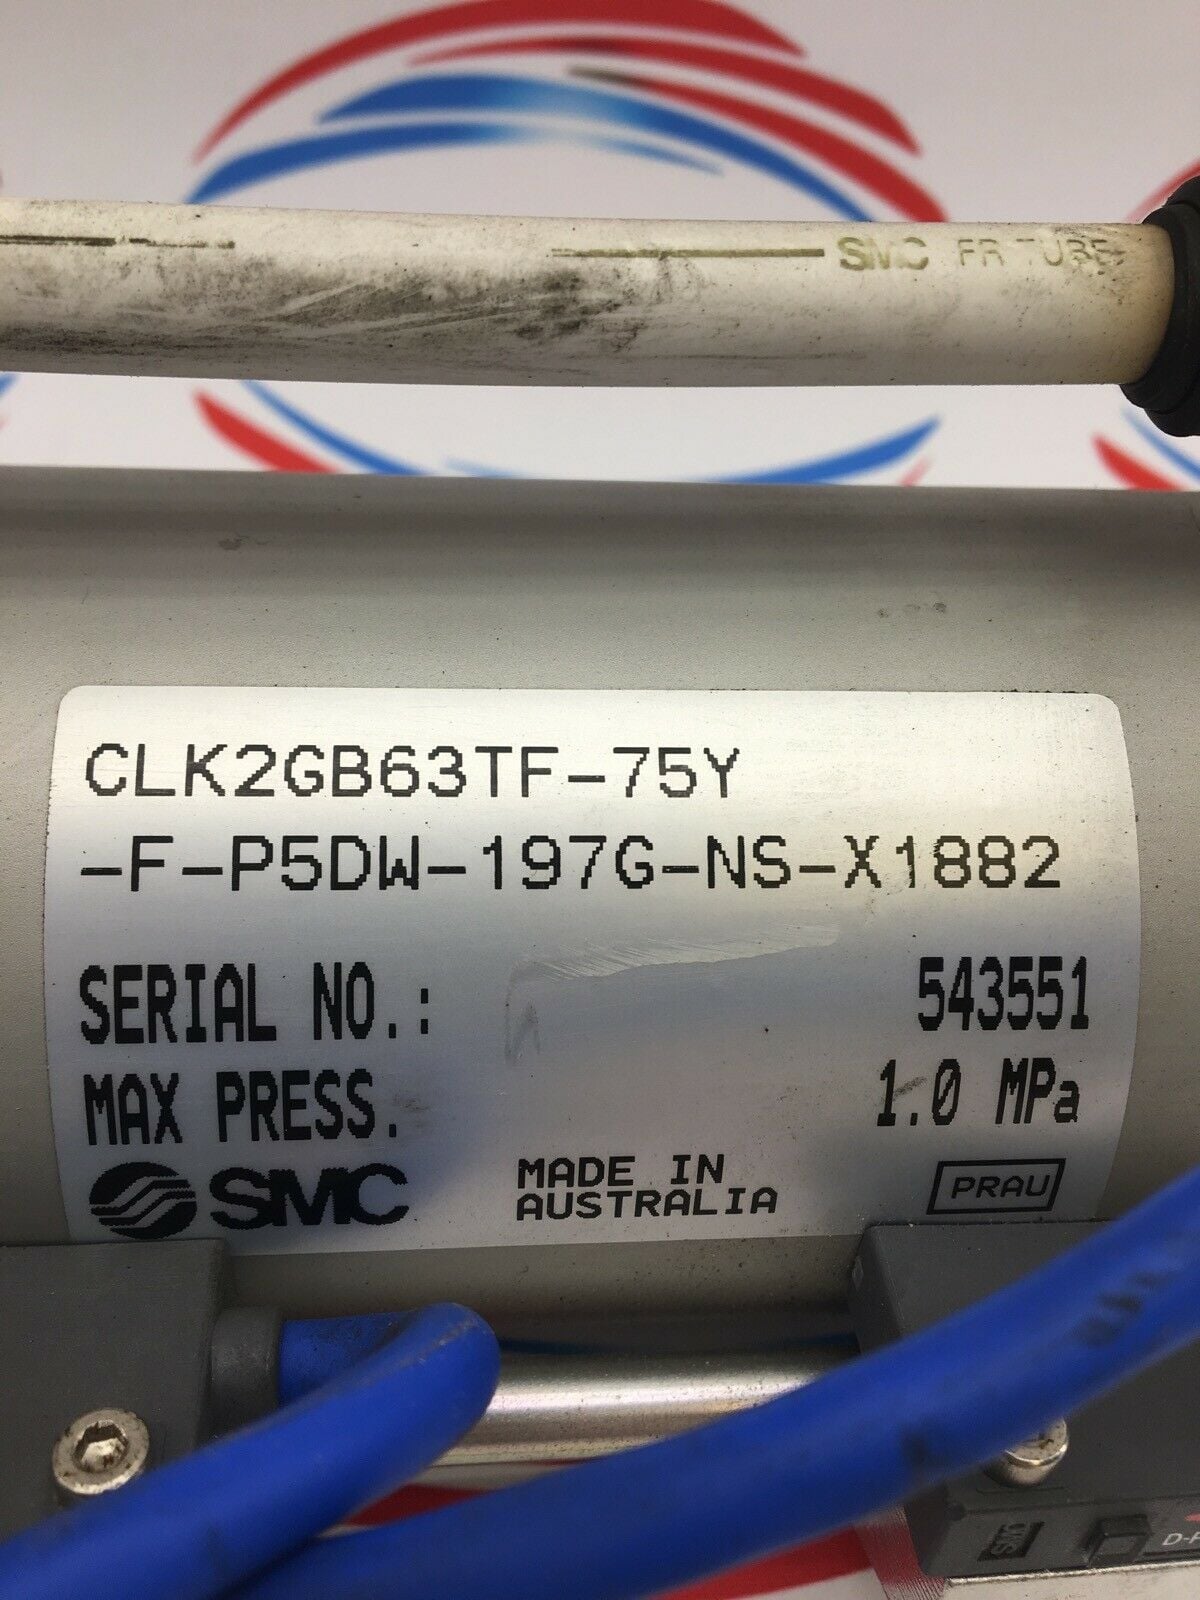 SMC FR TUBE
CLK2GB63TF-75Y
-F-P5DW-197G-NS-X1882
SERIAL NO.: 543551
MAX PRESS. 1.0 MPa
SMC MADE IN AUSTRALIA PRAU
SMC